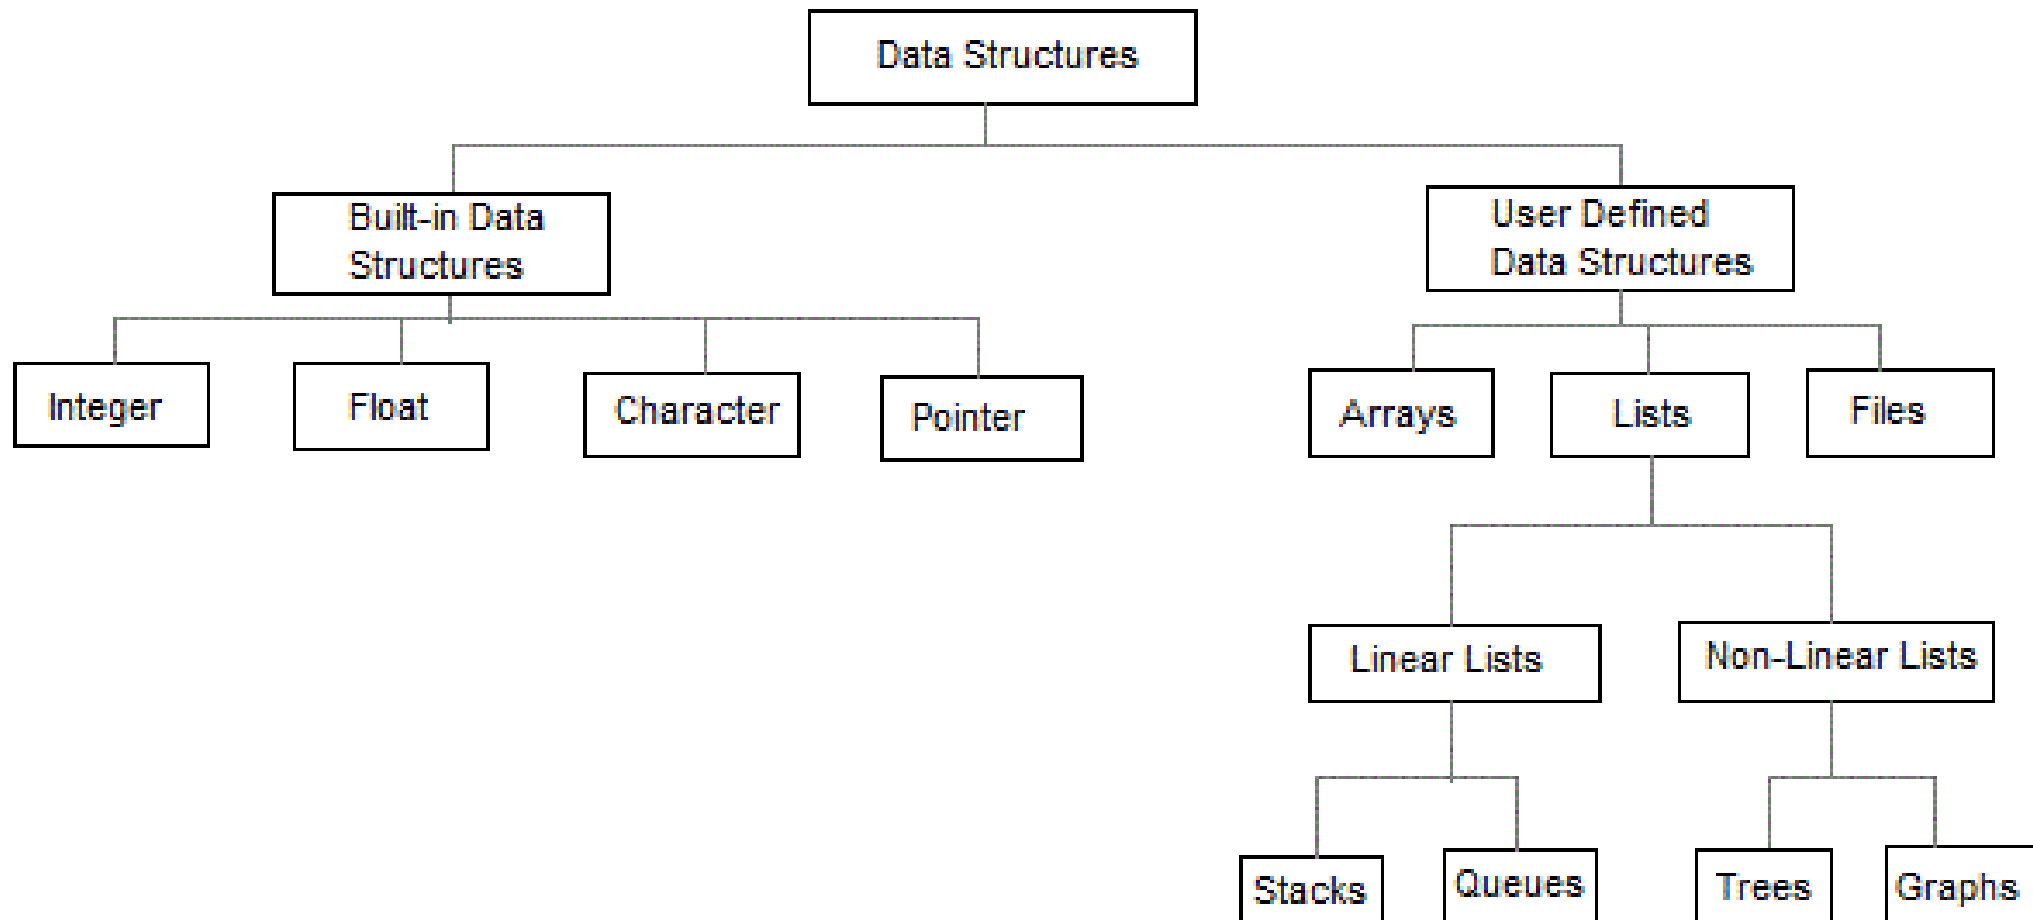 Data Structures
Built-in Data
Structures
User Defined
Data Structures
Integer
Float
Character
Pointer
Arrays
Lists
Files
Linear Lists
Non-Linear Lists
Stacks
Queues
Trees
Graphs